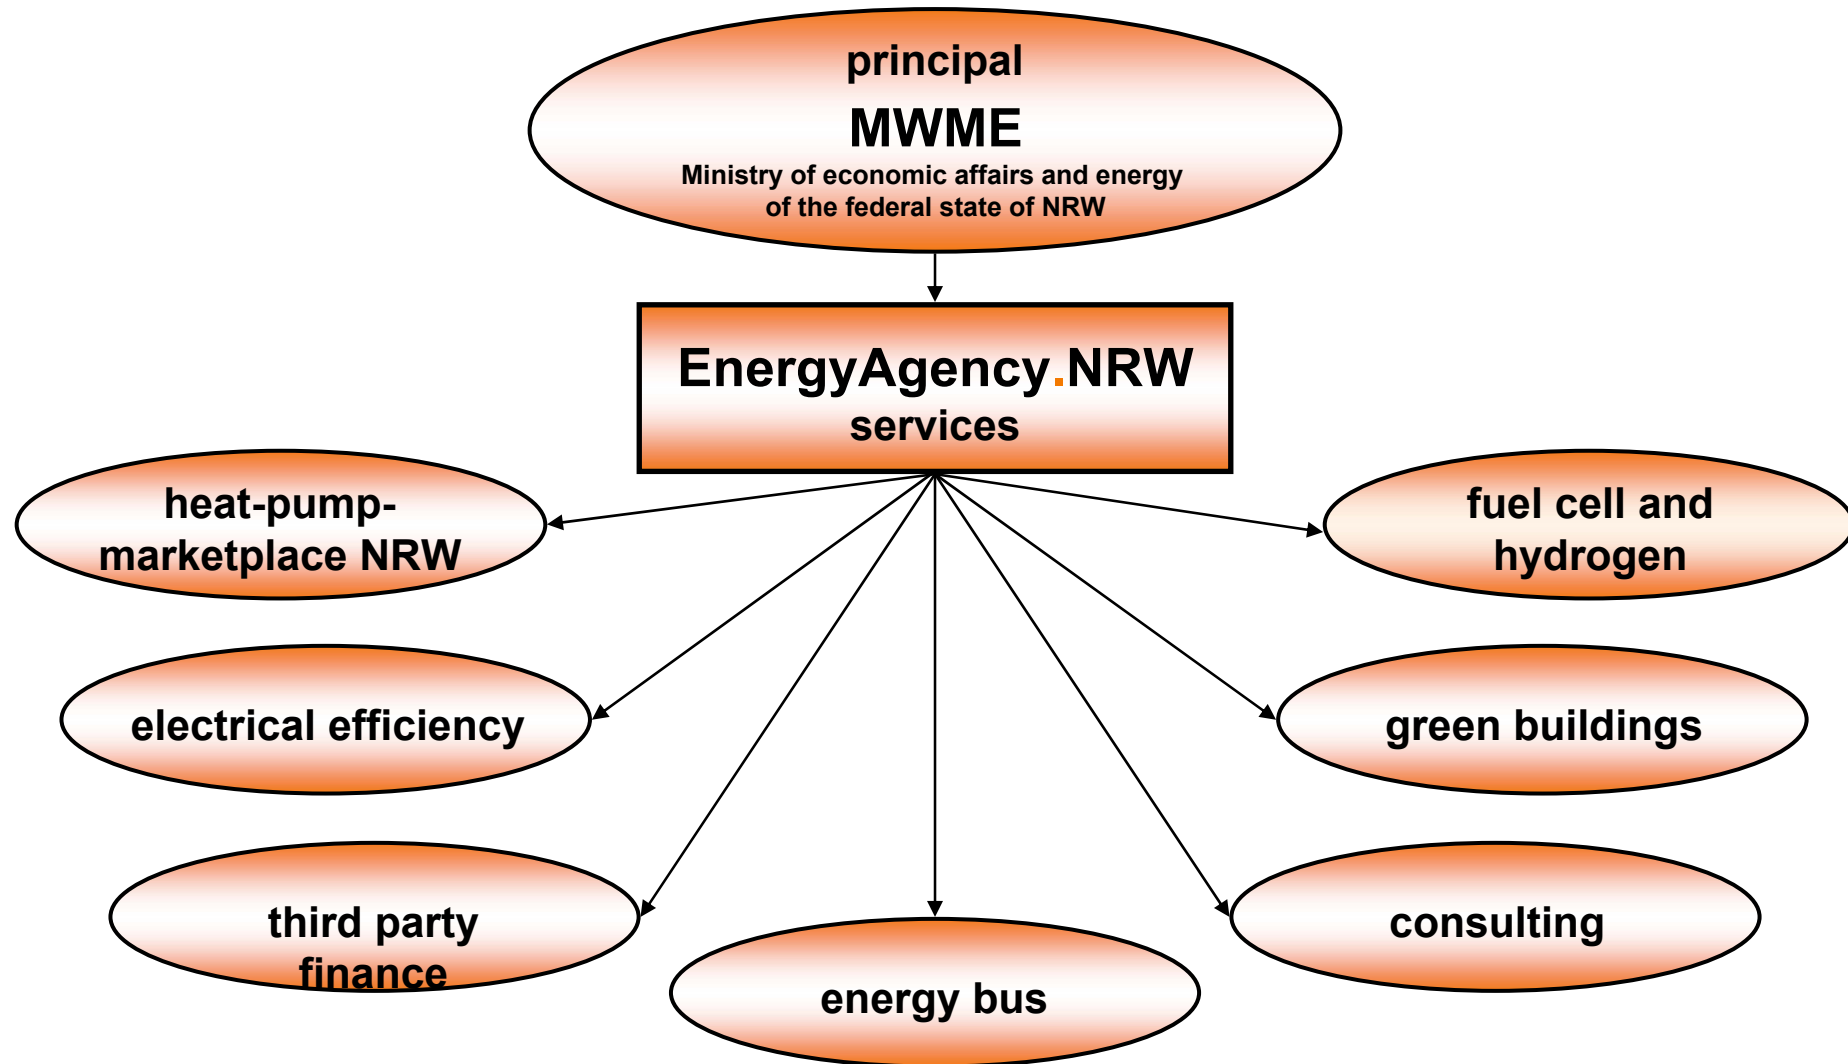 principal
MWME
Ministry of economic affairs and energy
of the federal state of NRW
EnergyAgency.NRW
services
heat-pump-
marketplace NRW
fuel cell and
hydrogen
electrical efficiency
green buildings
third party
finance
consulting
energy bus